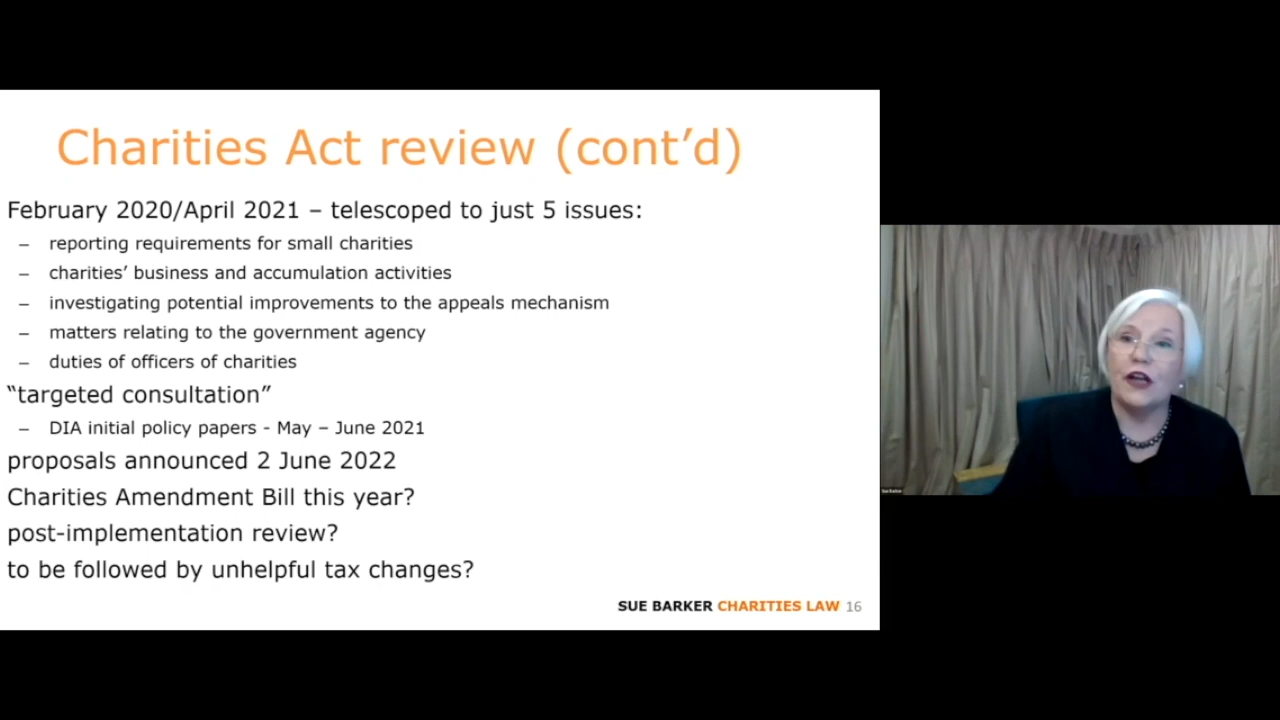 Charities Act review (cont’d)
February 2020/April 2021 – telescoped to just 5 issues:
– reporting requirements for small charities
– charities’ business and accumulation activities
– investigating potential improvements to the appeals mechanism
– matters relating to the government agency
– duties of officers of charities
“targeted consultation”
– DIA initial policy papers - May – June 2021
proposals announced 2 June 2022
Charities Amendment Bill this year?
post-implementation review?
to be followed by unhelpful tax changes?
SUE BARKER CHARITIES LAW 16
Sue Barker